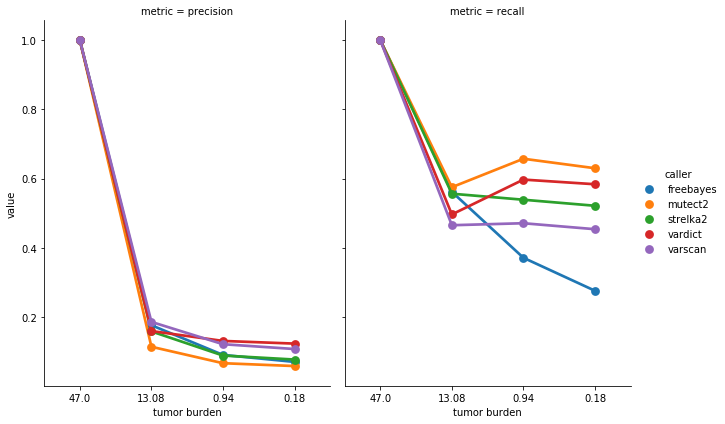 metric = precision
metric = recall
value
1.0
0.8
0.6
0.4
0.2
47.0 13.08 0.94 0.18
47.0 13.08 0.94 0.18
tumor burden
tumor burden
caller
freebayes
mutect2
strelka2
vardict
varscan